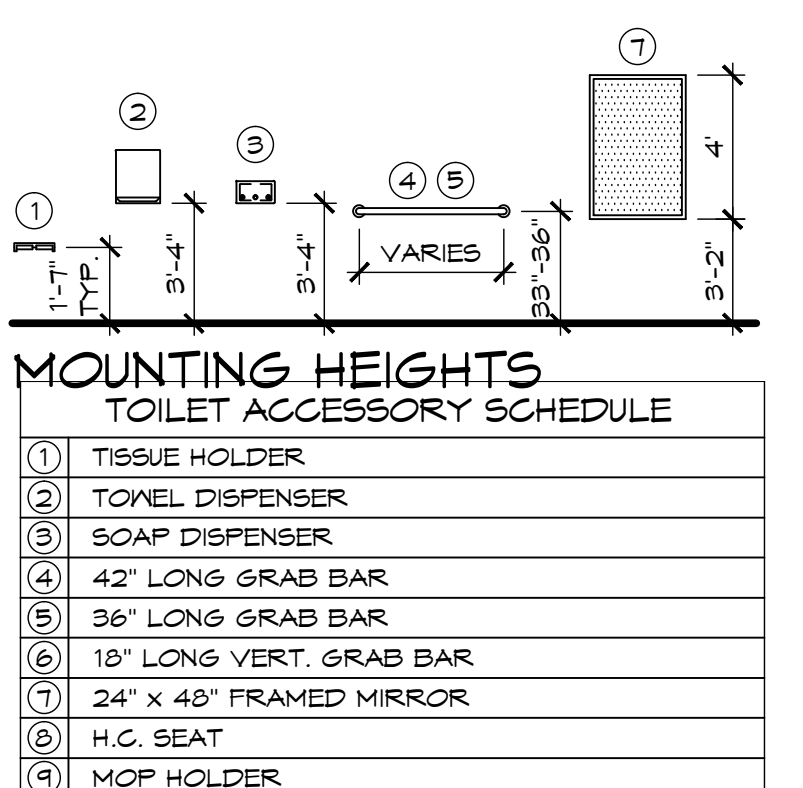 7
2
3
4 5
1
4'
VARIES
1'-7"
TYP.
3'-4"
3'-4"
33"-36"
3'-2"
MOUNTING HEIGHTS
TOILET ACCESSORY SCHEDULE
1 TISSUE HOLDER
2 TOWEL DISPENSER
3 SOAP DISPENSER
4 42" LONG GRAB BAR
5 36" LONG GRAB BAR
6 18" LONG VERT. GRAB BAR
7 24" x 48" FRAMED MIRROR
8 H.C. SEAT
9 MOP HOLDER